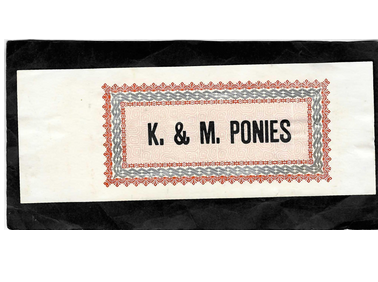 K. & M. PONIES